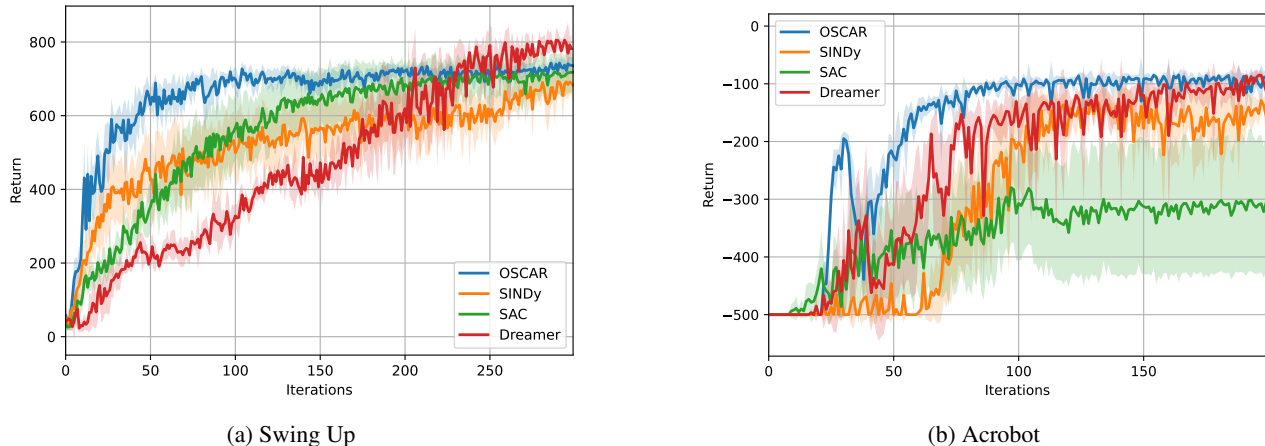 800
600
400
200
0
Return
0
50
100
150
200
250
Iterations
OSCAR
SINDy
SAC
Dreamer
(a) Swing Up
0
−100
−200
−300
−400
−500
Return
0
50
100
150
Iterations
OSCAR
SINDy
SAC
Dreamer
(b) Acrobot